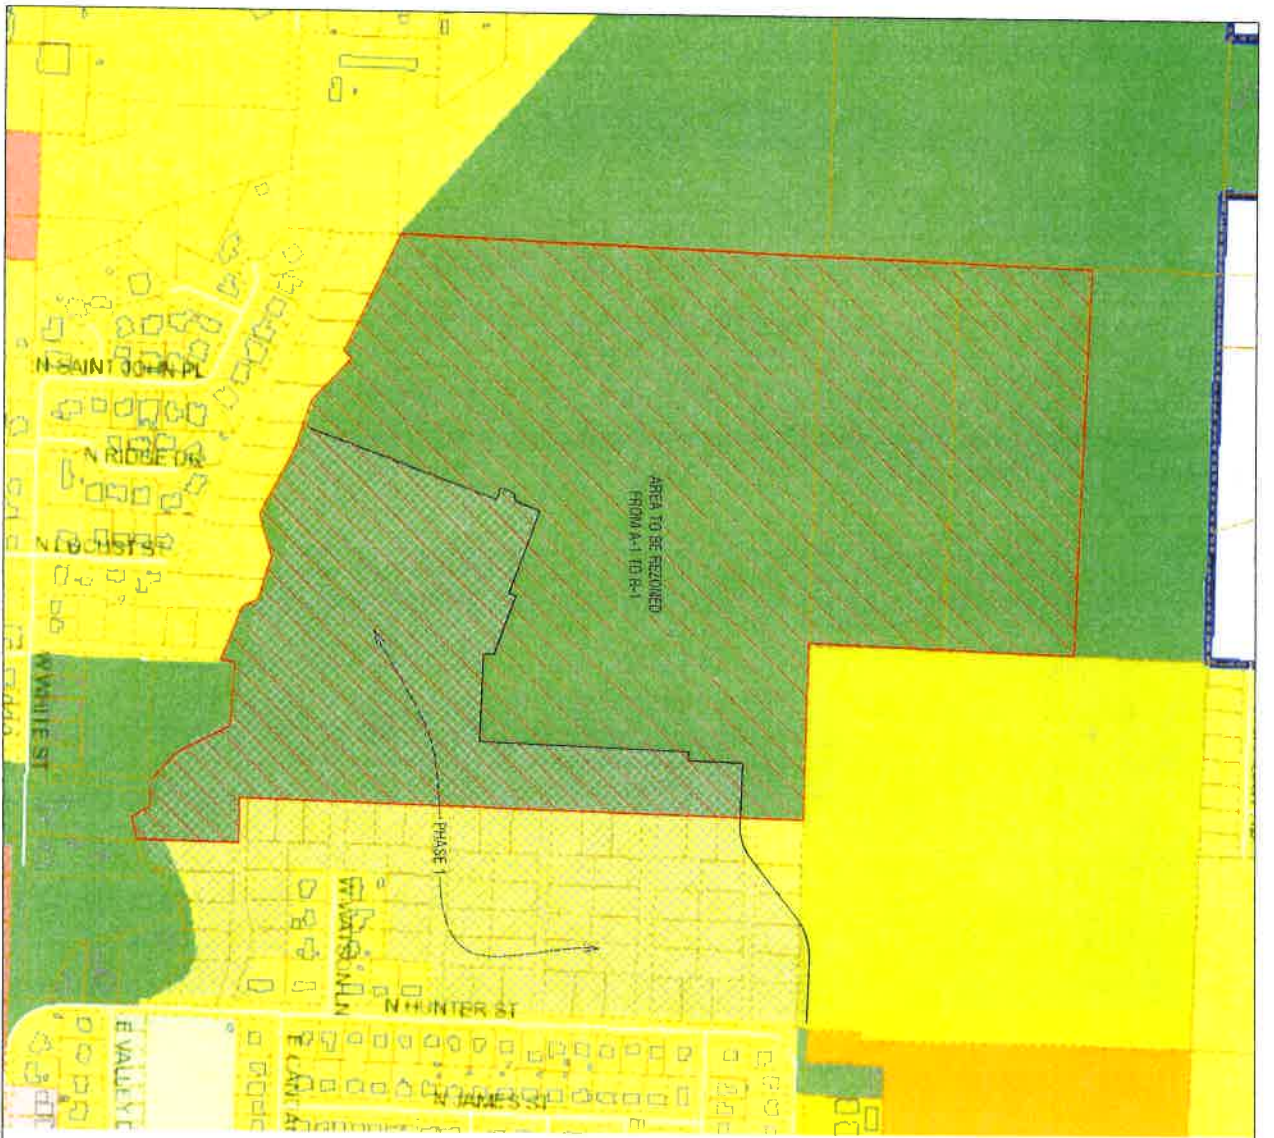 N SAINT JOHN PL
N RIDGE DR
N LOCUST ST
W WHITE ST
AREA TO BE REZONED
FROM A-1 TO R-1
PHASE 1
W WATSON LN
N HUNTER ST
N JAMES ST
E VALLEY